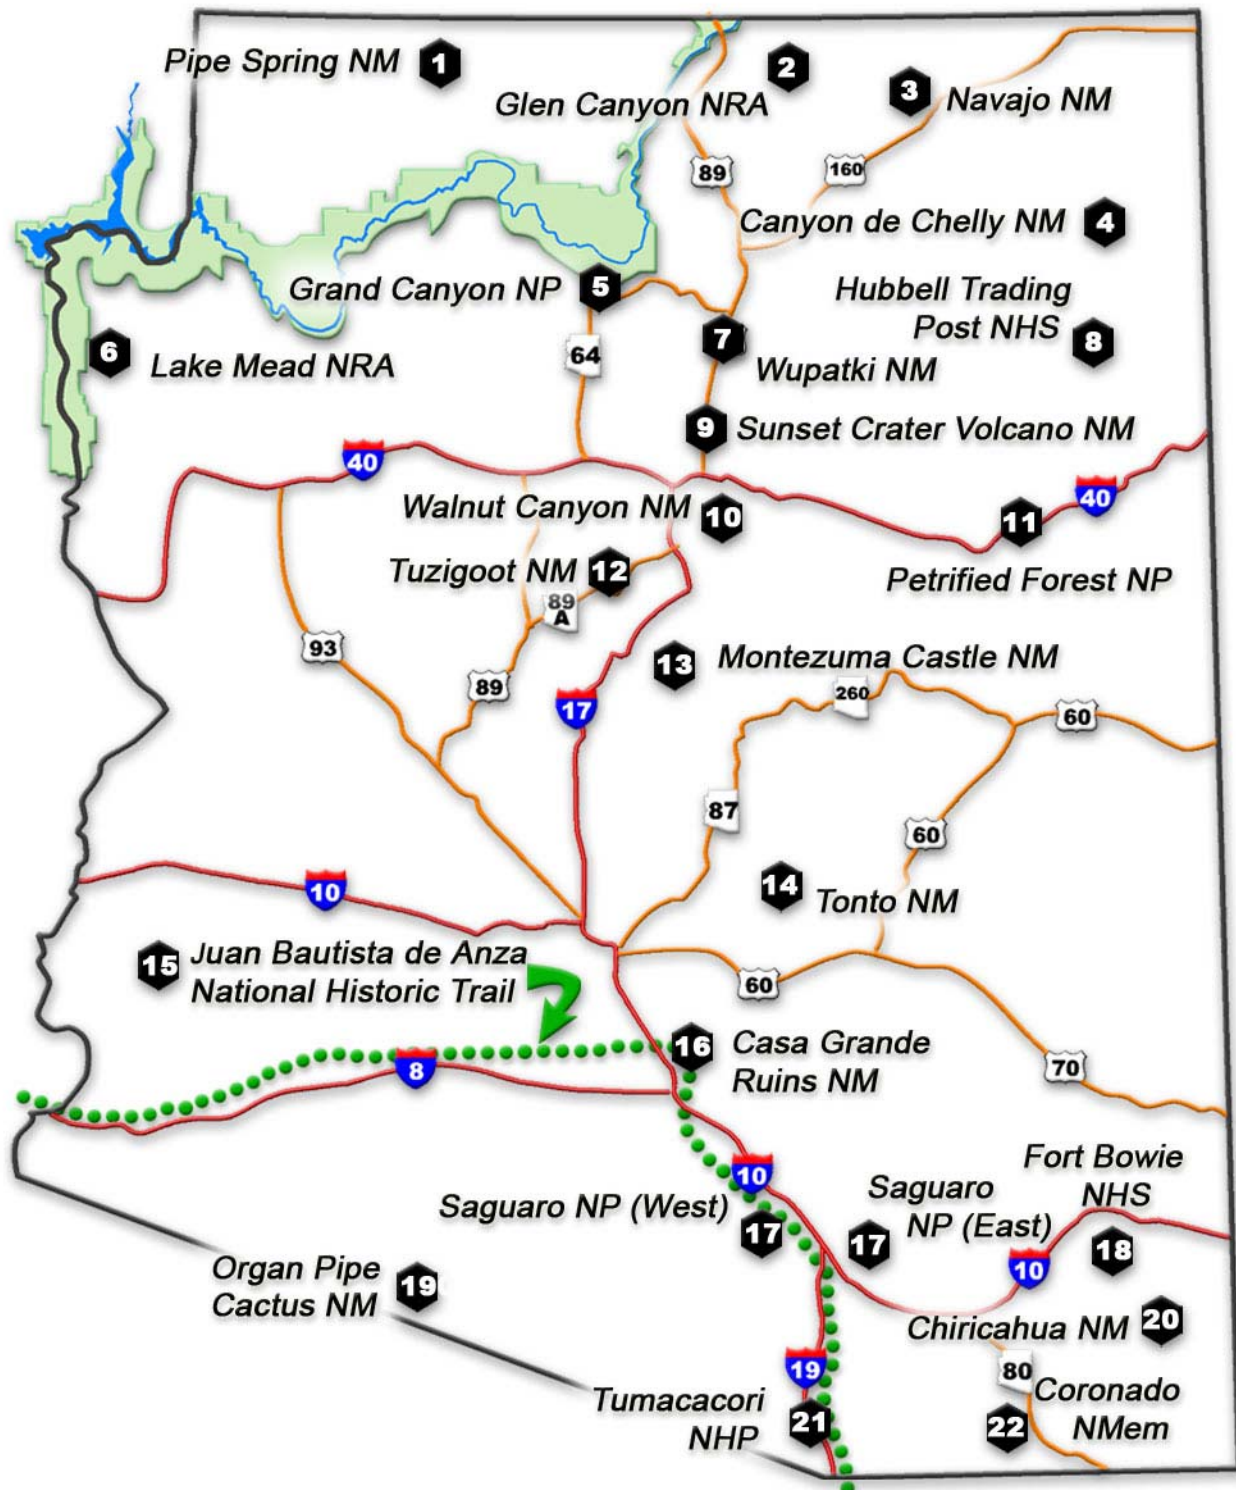 Pipe Spring NM 1
2
Glen Canyon NRA
3 Navajo NM
89
160
Canyon de Chelly NM 4
Grand Canyon NP 5
Hubbell Trading
Post NHS 8
6 Lake Mead NRA
64
7
Wupatki NM
9 Sunset Crater Volcano NM
40
Walnut Canyon NM 10
11
40
Petrified Forest NP
Tuzigoot NM 12
89
A
93
13 Montezuma Castle NM
89
17
260
60
87
60
14 Tonto NM
10
15 Juan Bautista de Anza
National Historic Trail
60
16 Casa Grande
Ruins NM
8
70
10
Saguaro NP (West)
17
Saguaro
NP (East)
17
Fort Bowie
NHS
18
10
Organ Pipe
Cactus NM 19
Chiricahua NM 20
19
80
Tumacacori
NHP
21
Coronado
NMem
22